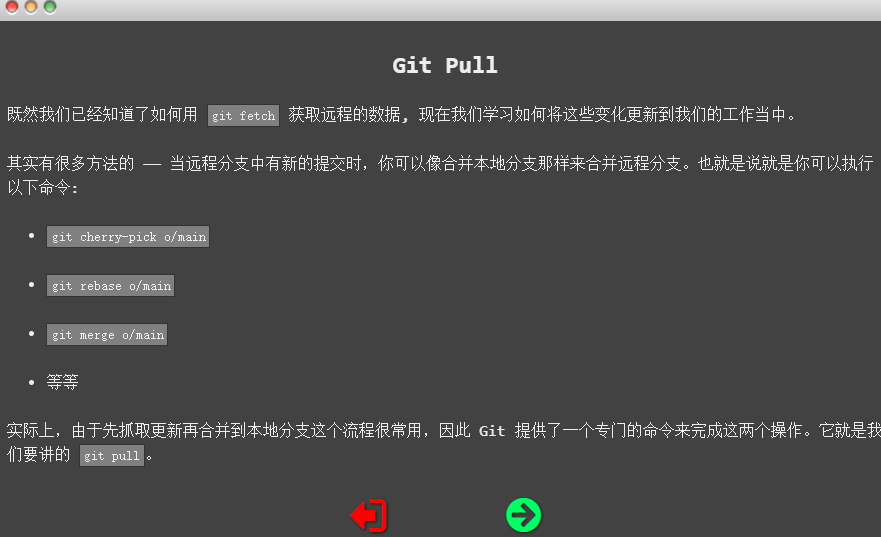 Git Pull
既然我们已经知道了如何用 git fetch 获取远程的数据, 现在我们学习如何将这些变化更新到我们的工作当中。
其实有很多方法的 —— 当远程分支中有新的提交时，你可以像合并本地分支那样来合并远程分支。也就是说就是你可以执行
以下命令:
• git cherry-pick o/main
• git rebase o/main
• git merge o/main
• 等等
实际上，由于先抓取更新再合并到本地分支这个流程很常用，因此 Git 提供了一个专门的命令来完成这两个操作。它就是我
们要讲的 git pull。